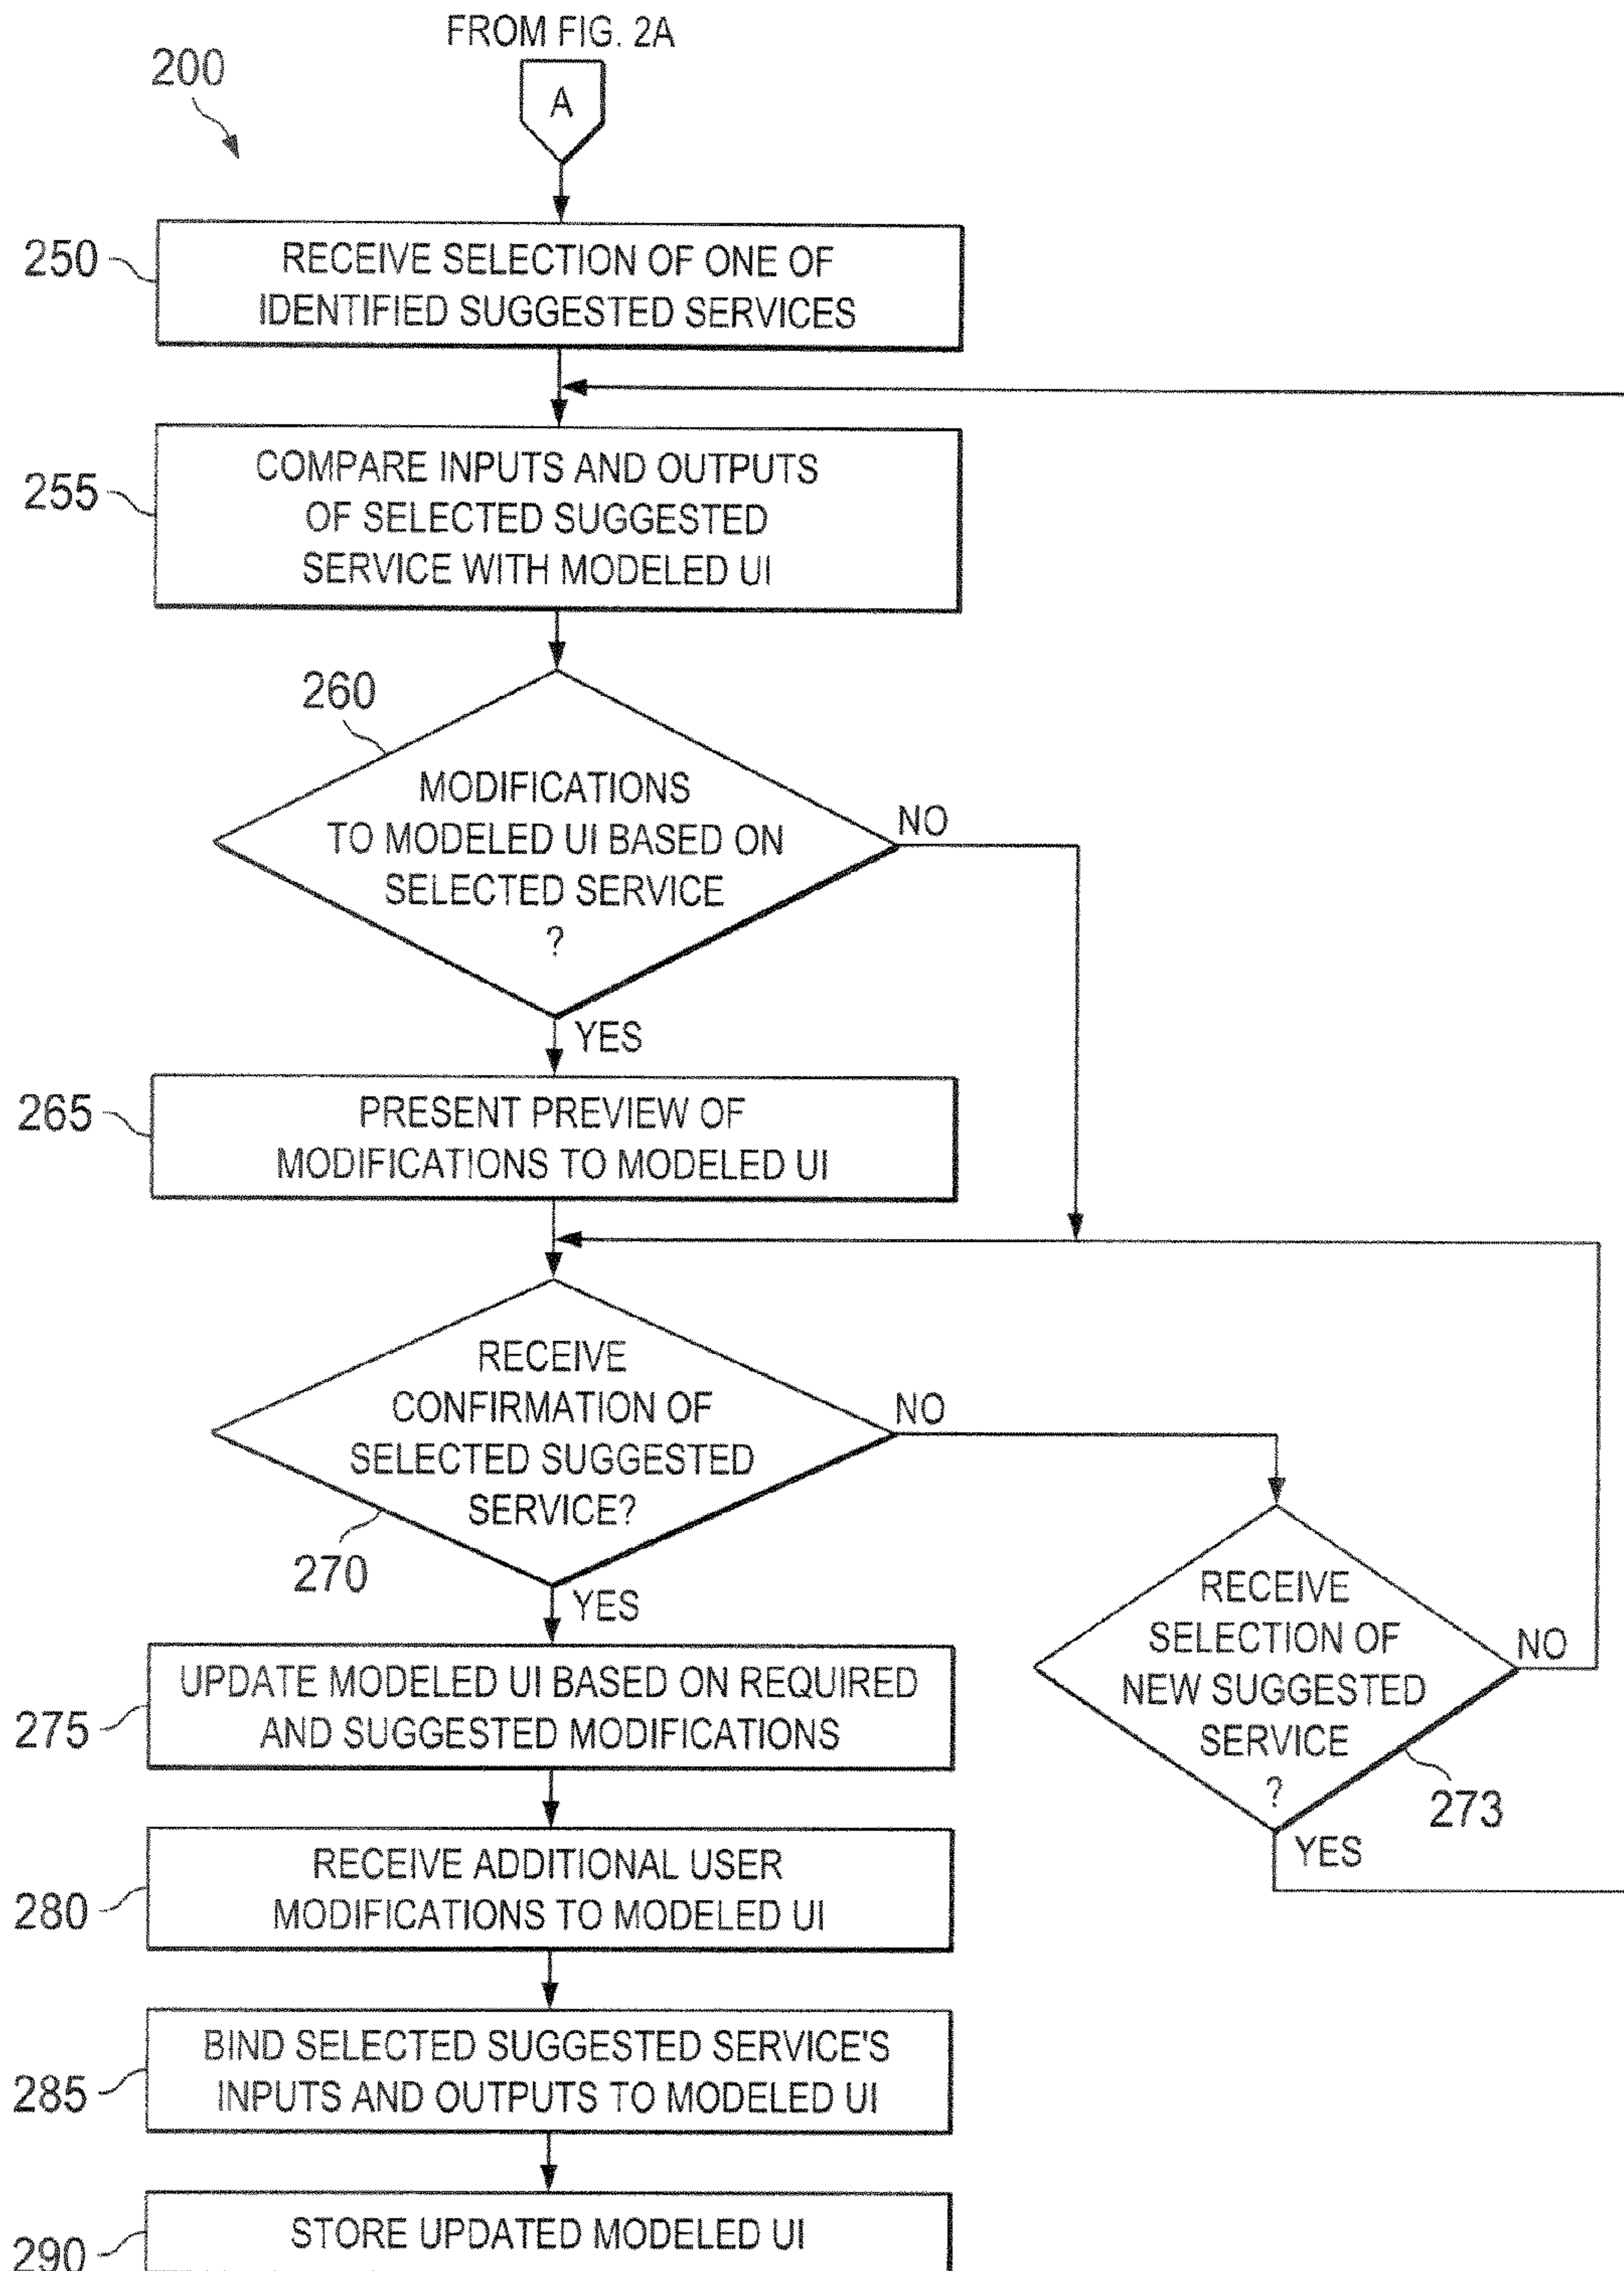 FROM FIG. 2A
200
A
250
RECEIVE SELECTION OF ONE OF
IDENTIFIED SUGGESTED SERVICES
255
COMPARE INPUTS AND OUTPUTS
OF SELECTED SUGGESTED
SERVICE WITH MODELED UI
260
MODIFICATIONS
TO MODELED UI BASED ON
SELECTED SERVICE
?
NO
YES
265
PRESENT PREVIEW OF
MODIFICATIONS TO MODELED UI
RECEIVE
CONFIRMATION OF
SELECTED SUGGESTED
SERVICE?
NO
270
YES
RECEIVE
SELECTION OF
NEW SUGGESTED
SERVICE
?
NO
273
YES
275
UPDATE MODELED UI BASED ON REQUIRED
AND SUGGESTED MODIFICATIONS
280
RECEIVE ADDITIONAL USER
MODIFICATIONS TO MODELED UI
285
BIND SELECTED SUGGESTED SERVICE'S
INPUTS AND OUTPUTS TO MODELED UI
290
STORE UPDATED MODELED UI